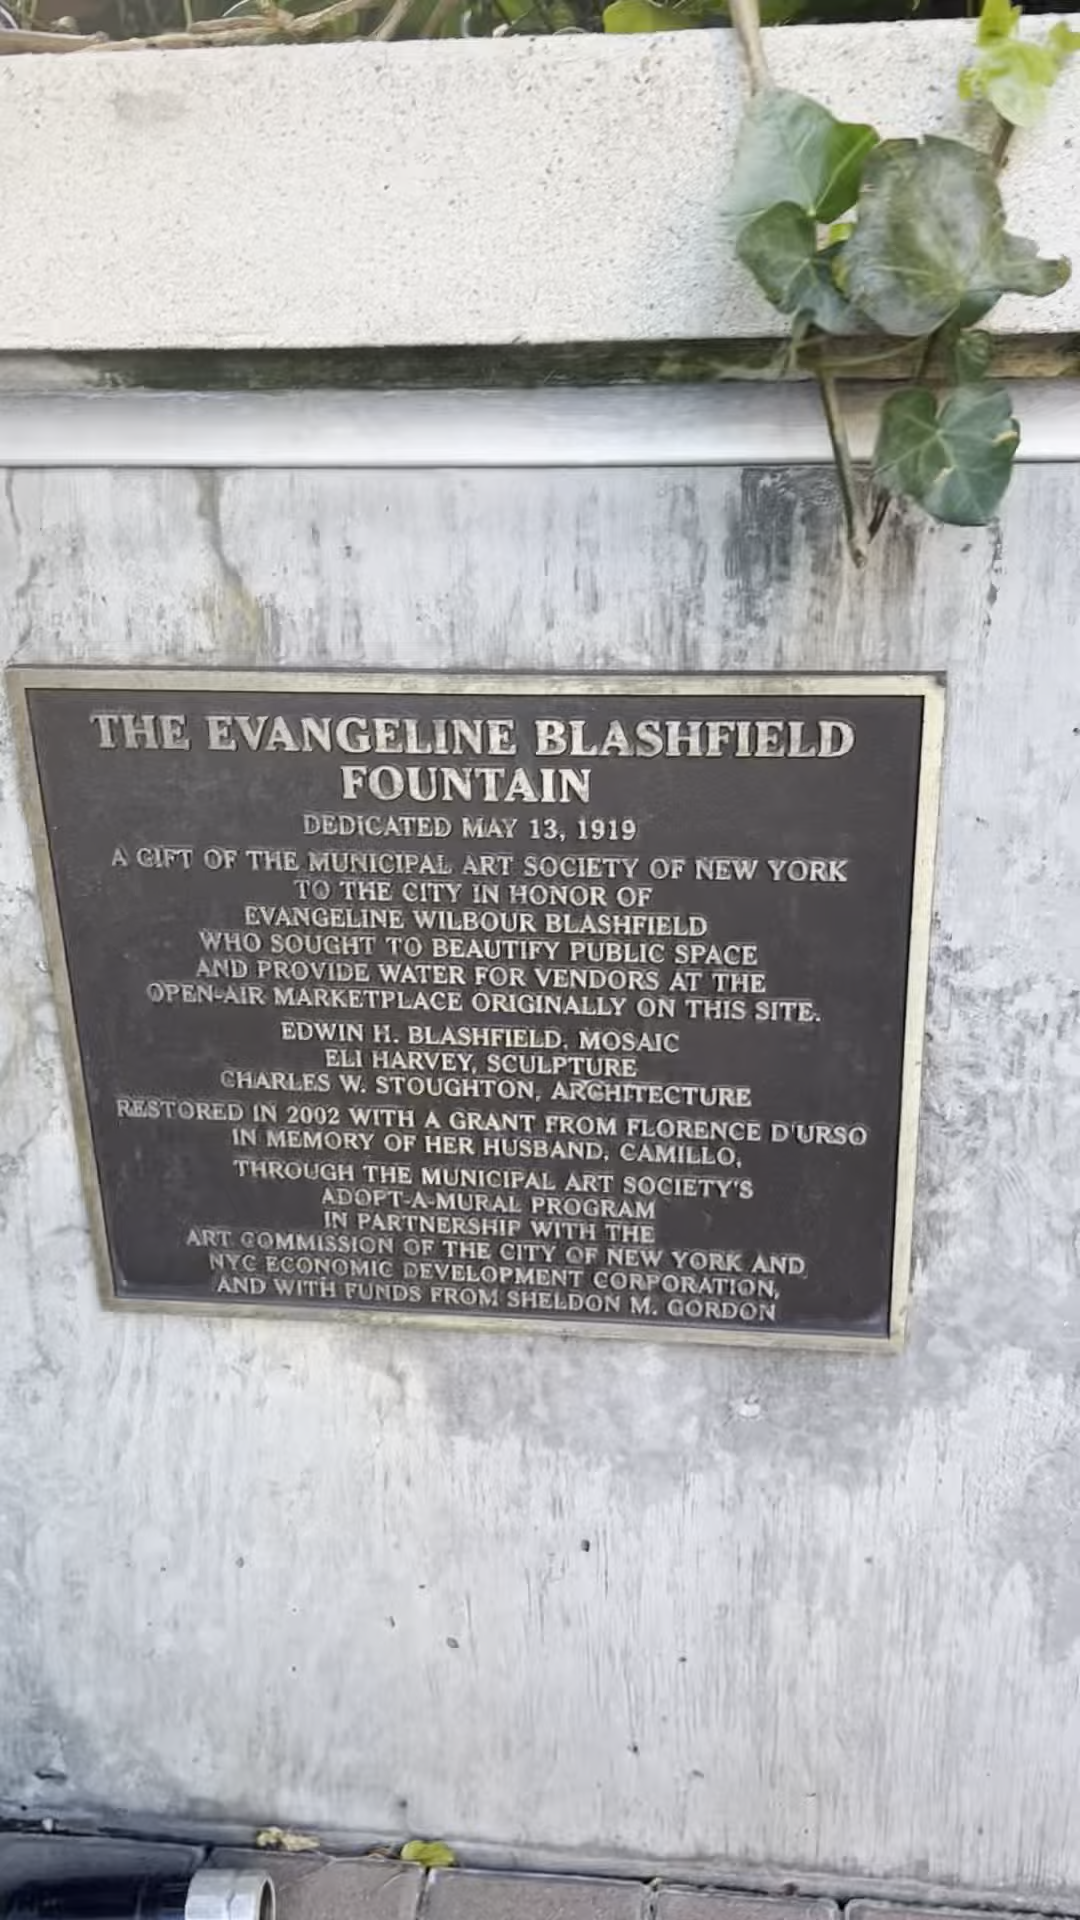 THE EVANGELINE BLASHFIELD
FOUNTAIN
DEDICATED MAY 13, 1919
A GIFT OF THE MUNICIPAL ART SOCIETY OF NEW YORK
TO THE CITY IN HONOR OF
EVANGELINE WILBOUR BLASHFIELD
WHO SOUGHT TO BEAUTIFY PUBLIC SPACE
AND PROVIDE WATER FOR VENDORS AT THE
OPEN-AIR MARKETPLACE ORIGINALLY ON THIS SITE.
EDWIN H. BLASHFIELD, MOSAIC
ELI HARVEY, SCULPTURE
CHARLES W. STOUGHTON, ARCHITECTURE
RESTORED IN 2002 WITH A GRANT FROM FLORENCE D'URSO
IN MEMORY OF HER HUSBAND, CAMILLO,
THROUGH THE MUNICIPAL ART SOCIETY'S
ADOPT-A-MURAL PROGRAM
IN PARTNERSHIP WITH THE
ART COMMISSION OF THE CITY OF NEW YORK AND
NYC ECONOMIC DEVELOPMENT CORPORATION,
AND WITH FUNDS FROM SHELDON M. GORDON